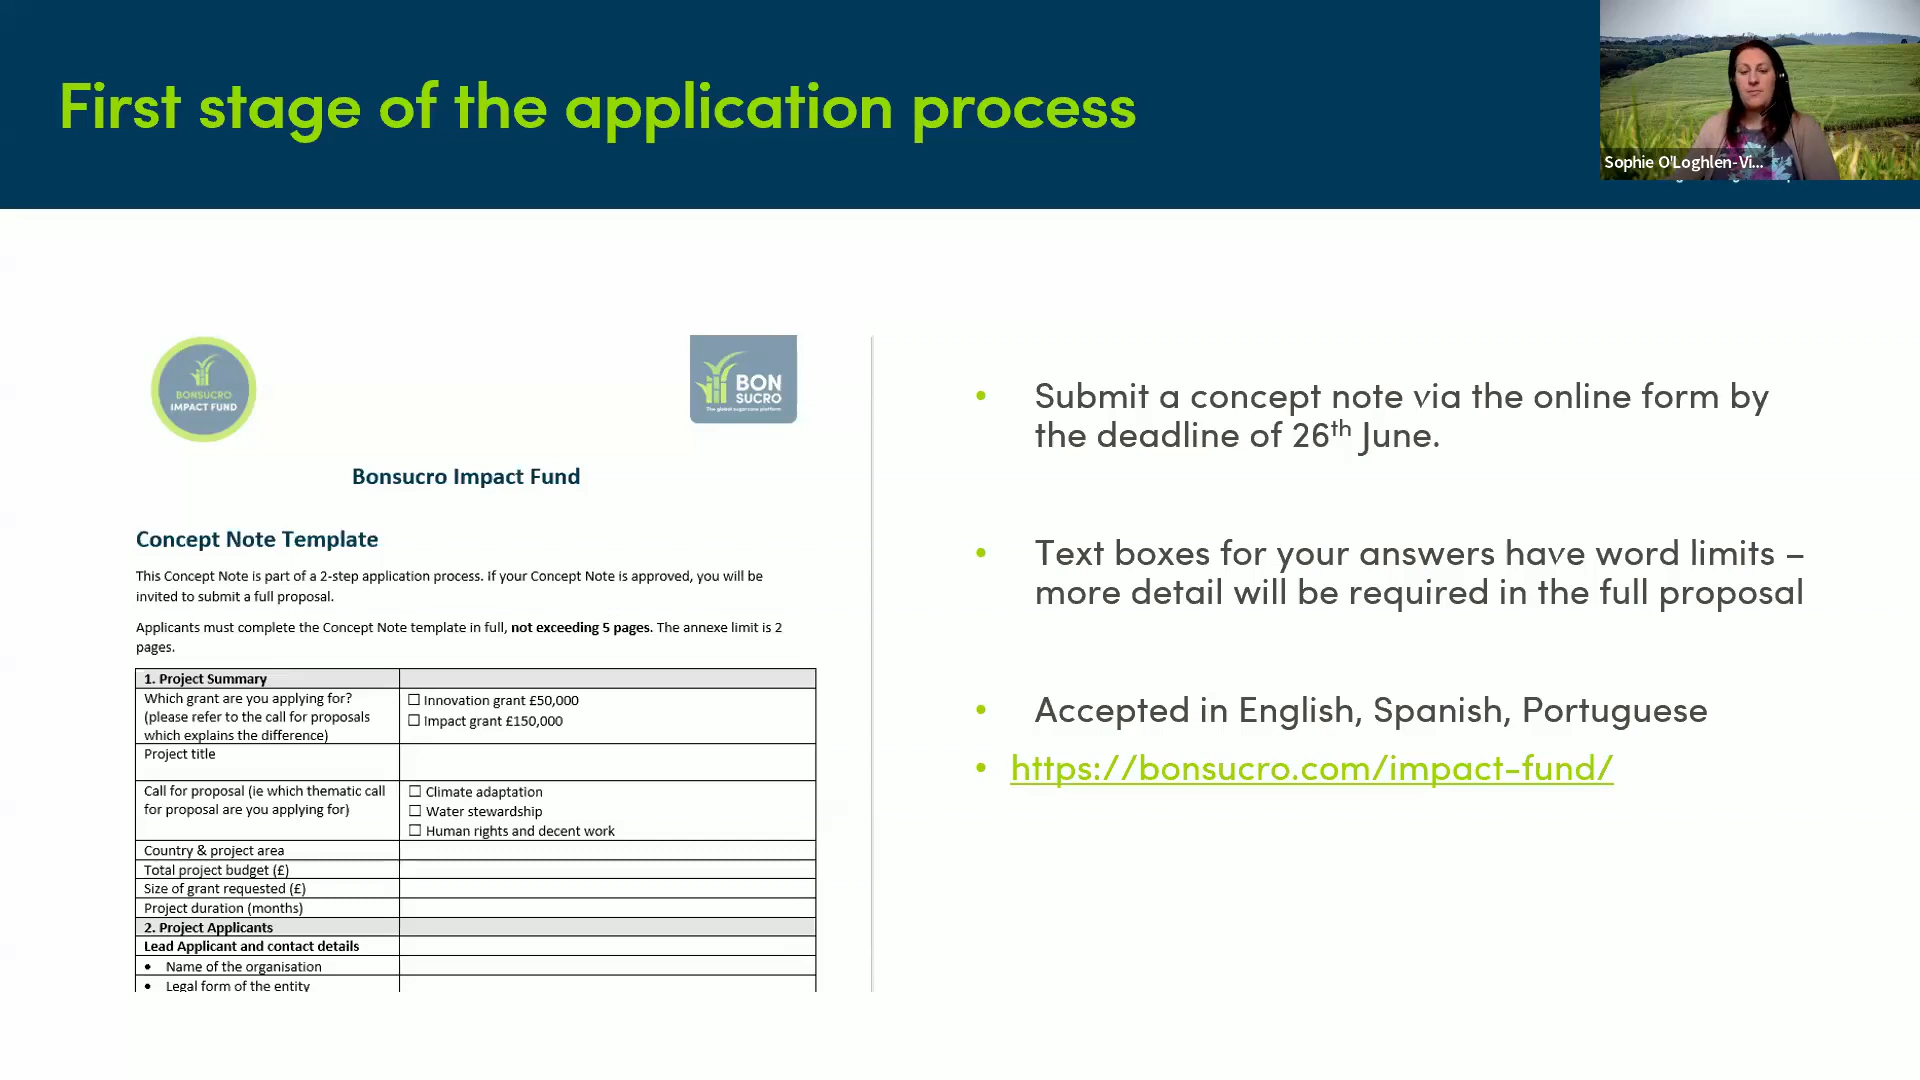 First stage of the application process
Sophie O'Loghlen-Vi...
BONSUCRO
IMPACT FUND
BON
SUCRO
The global sugarcane platform
Bonsucro Impact Fund
Concept Note Template
This Concept Note is part of a 2-step application process. If your Concept Note is approved, you will be
invited to submit a full proposal.
Applicants must complete the Concept Note template in full, not exceeding 5 pages. The annexe limit is 2
pages.
1. Project Summary
Which grant are you applying for?
(please refer to the call for proposals
which explains the difference)
☐ Innovation grant £50,000
☐ Impact grant £150,000
Project title
Call for proposal (ie which thematic call
for proposal are you applying for)
☐ Climate adaptation
☐ Water stewardship
☐ Human rights and decent work
Country & project area
Total project budget (£)
Size of grant requested (£)
Project duration (months)
2. Project Applicants
Lead Applicant and contact details
• Name of the organisation
• Legal form of the entity
• Submit a concept note via the online form by
the deadline of 26th June.
• Text boxes for your answers have word limits –
more detail will be required in the full proposal
• Accepted in English, Spanish, Portuguese
• https://bonsucro.com/impact-fund/